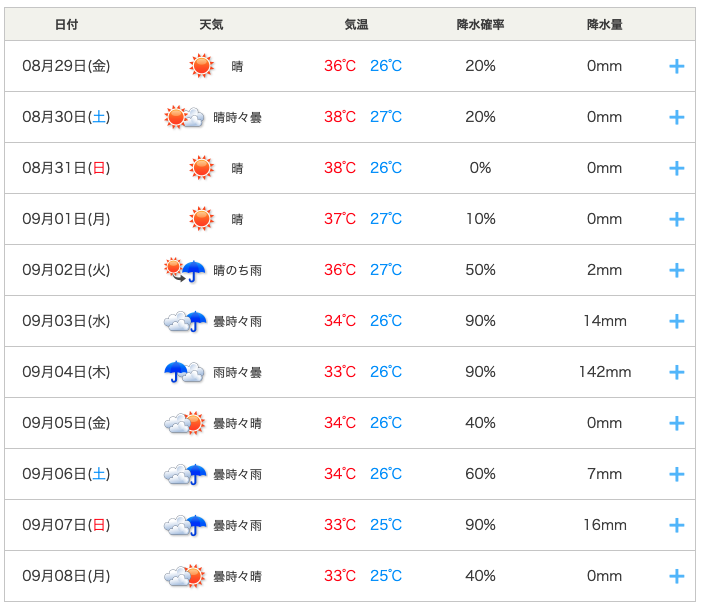 日付 天気 気温 降水確率 降水量
08月29日(金) 晴 36℃ 26℃ 20% 0mm
08月30日(土) 晴時々曇 38℃ 27℃ 20% 0mm
08月31日(日) 晴 38℃ 26℃ 0% 0mm
09月01日(月) 晴 37℃ 27℃ 10% 0mm
09月02日(火) 晴のち雨 36℃ 27℃ 50% 2mm
09月03日(水) 曇時々雨 34℃ 26℃ 90% 14mm
09月04日(木) 雨時々曇 33℃ 26℃ 90% 142mm
09月05日(金) 曇時々晴 34℃ 26℃ 40% 0mm
09月06日(土) 曇時々雨 34℃ 26℃ 60% 7mm
09月07日(日) 曇時々雨 33℃ 25℃ 90% 16mm
09月08日(月) 曇時々晴 33℃ 25℃ 40% 0mm